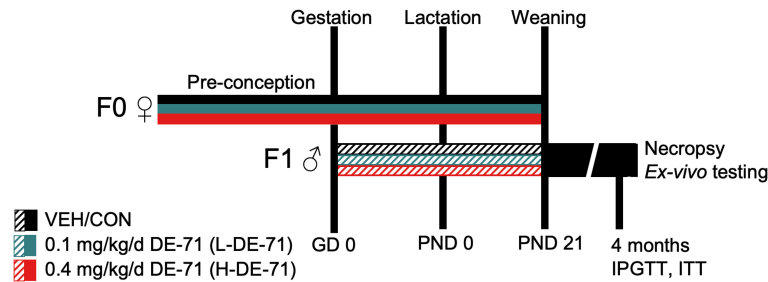 Gestation Lactation Weaning
Pre-conception
F0 ♀
F1 ♂
Necropsy
Ex-vivo testing
VEH/CON
0.1 mg/kg/d DE-71 (L-DE-71)
0.4 mg/kg/d DE-71 (H-DE-71)
GD 0 PND 0 PND 21
4 months
IPGTT, ITT